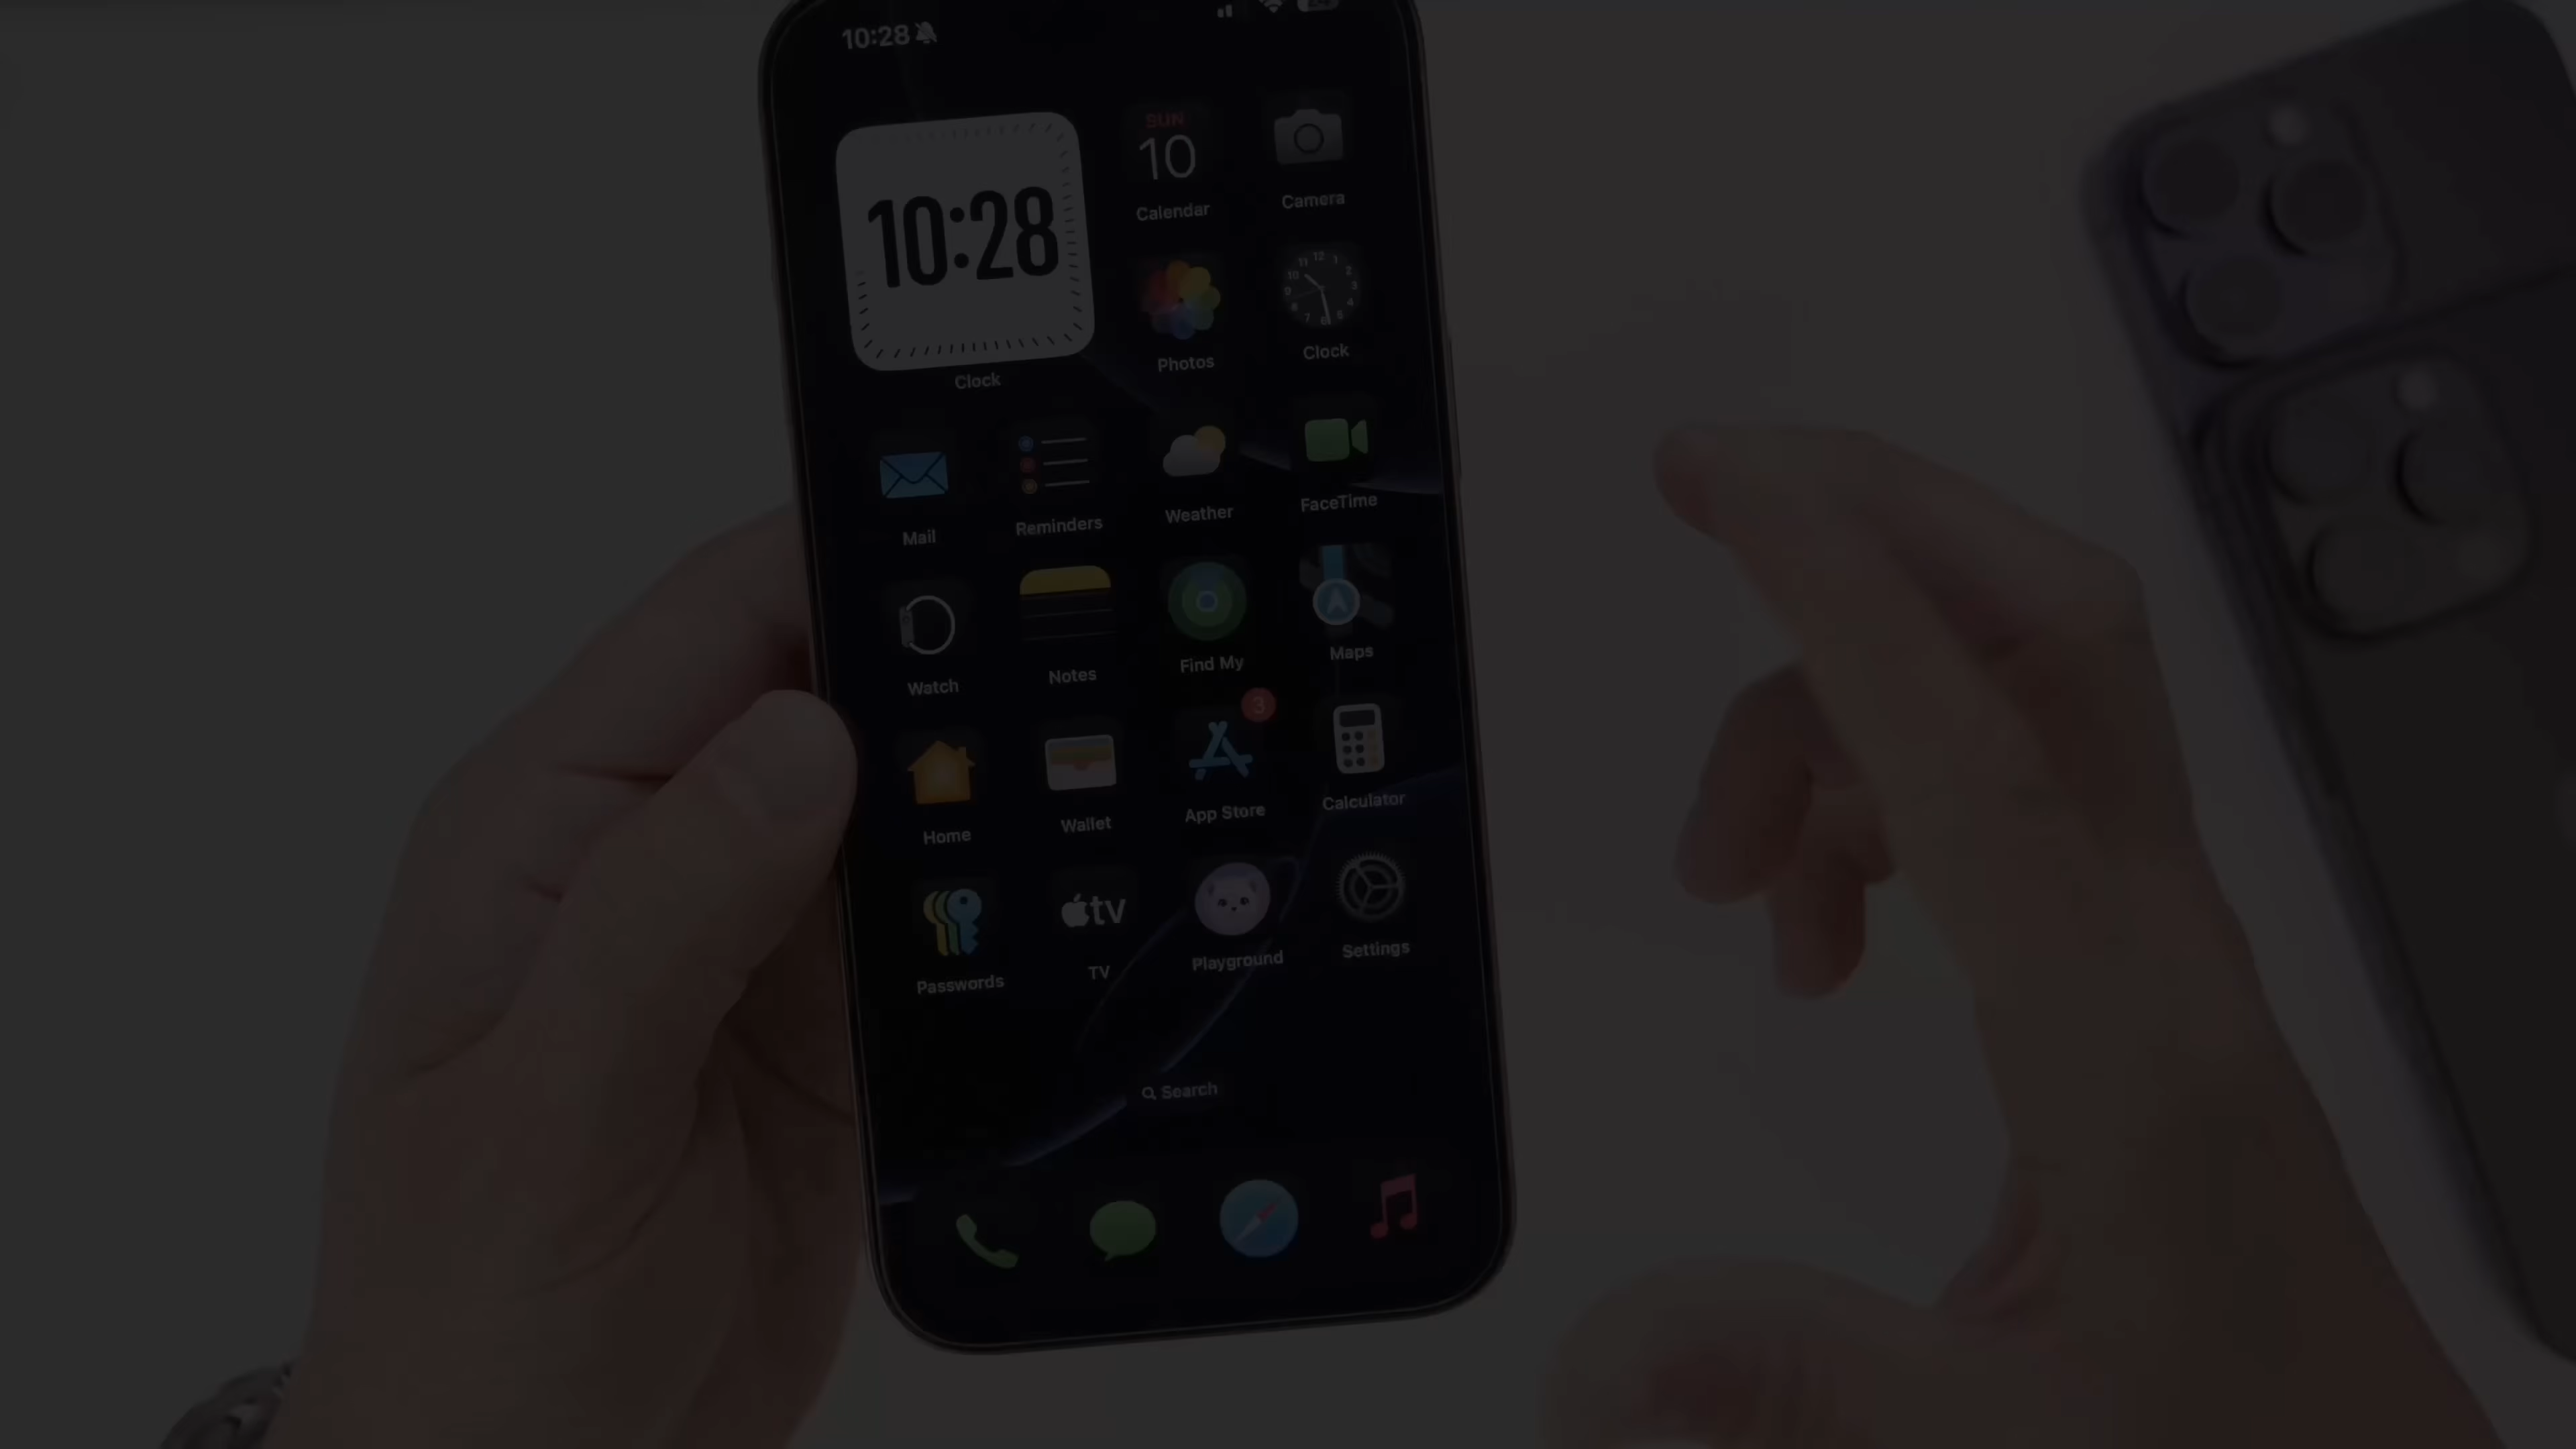 10:28
10:28
Clock
SUN
10
Calendar
Camera
Photos
Clock
Mail
Reminders
Weather
FaceTime
Watch
Notes
Find My
Maps
Home
Wallet
3
App Store
Calculator
Passwords
tv
TV
Playground
Settings
Search